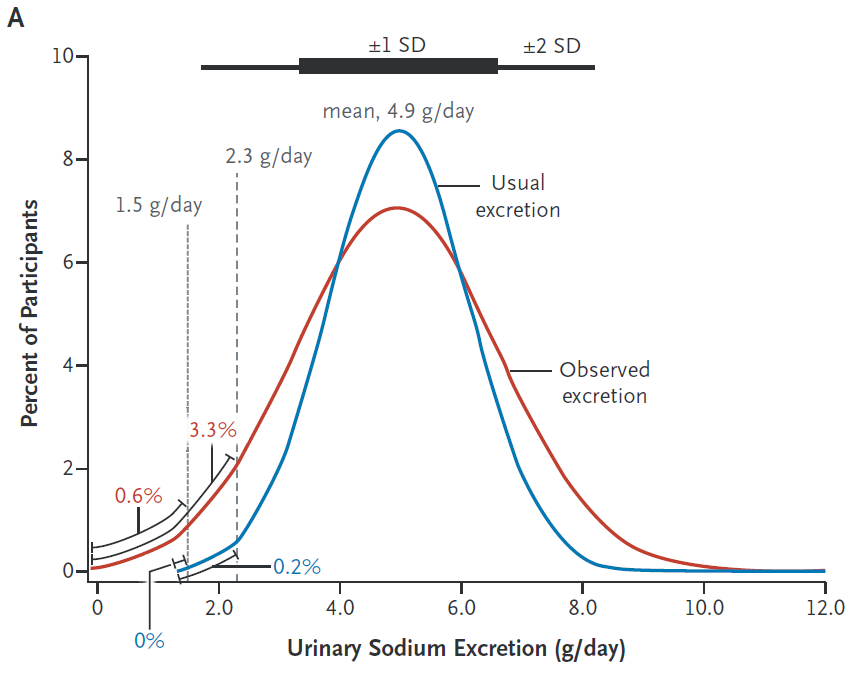 A
±1 SD
±2 SD
10
mean, 4.9 g/day
8
2.3 g/day
Usual
excretion
1.5 g/day
6
Percent of Participants
4
Observed
excretion
3.3%
2
0.6%
0
0.2%
0 2.0 4.0 6.0 8.0 10.0 12.0
0%
Urinary Sodium Excretion (g/day)